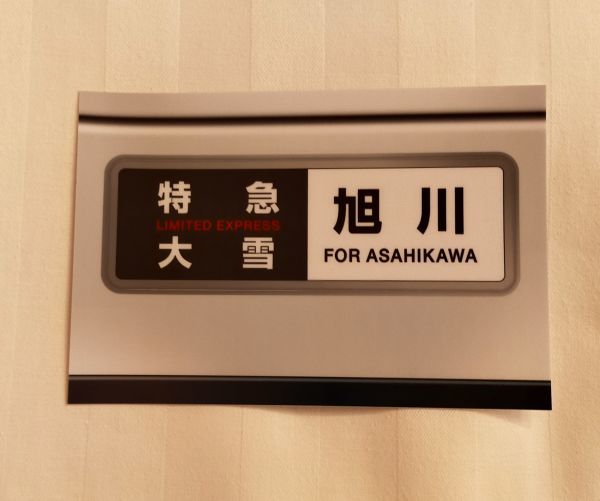 特急
LIMITED EXPRESS
大雪
旭川
FOR ASAHIKAWA